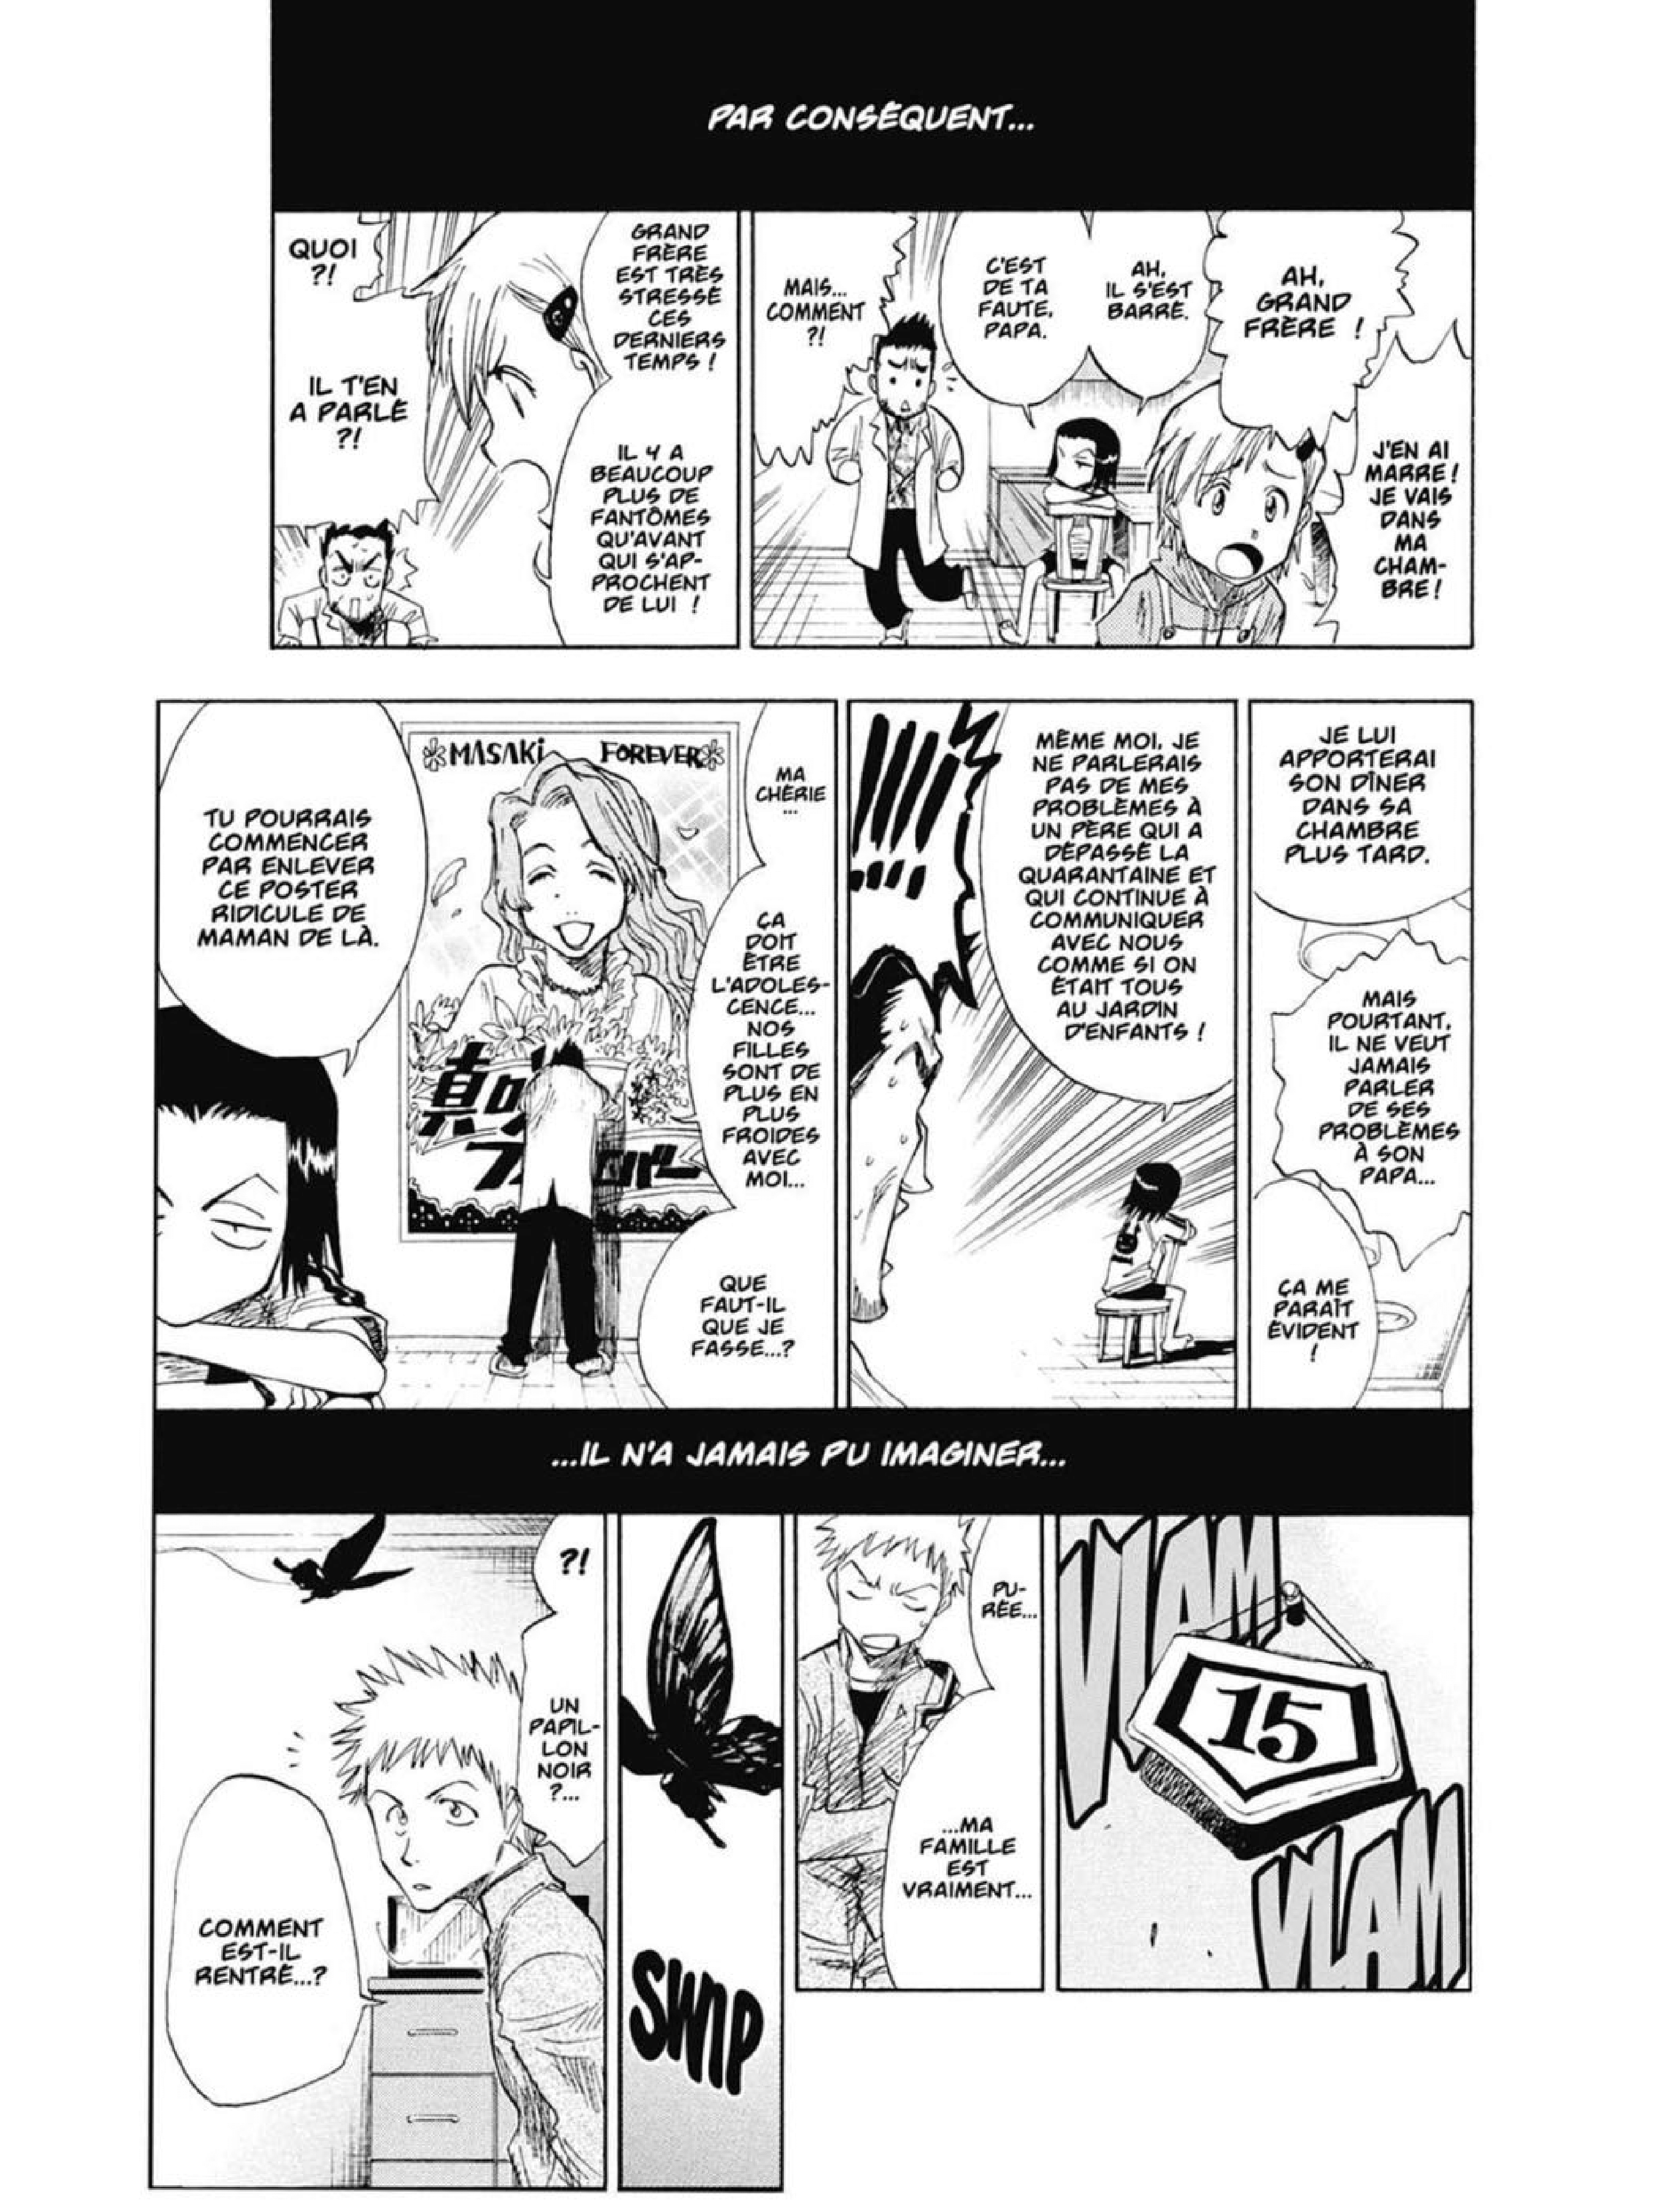 PAR CONSÉQUENT...
J'EN AI
MARRE!
JE VAIS
DANS
MA
CHAM-
BRE!
AH,
GRAND
FRÈRE !
AH,
IL S'EST
BARRÉ.
C'EST
DE TA
FAUTE,
PAPA.
MAIS...
COMMENT
?!
GRAND
FRÈRE
EST TRÈS
STRESSÉ
CES
DERNIERS
TEMPS !
IL Y A
BEAUCOUP
PLUS DE
FANTÔMES
QU'AVANT
QUI S'AP-
PROCHENT
DE LUI !
QUOI
?!
IL T'EN
A PARLÉ
?!
JE LUI
APPORTERAI
SON DÎNER
DANS SA
CHAMBRE
PLUS TARD.
MAIS
POURTANT,
IL NE VEUT
JAMAIS
PARLER
DE SES
PROBLÈMES
À SON
PAPA...
ÇA ME
PARAÎT
ÉVIDENT
!
MÊME MOI, JE
NE PARLERAIS
PAS DE MES
PROBLÈMES À
UN PÈRE QUI A
DÉPASSÉ LA
QUARANTAINE ET
QUI CONTINUE À
COMMUNIQUER
AVEC NOUS
COMME SI ON
ÉTAIT TOUS
AU JARDIN
D'ENFANTS !
!!!!
MA
CHÉRIE
...
ÇA
DOIT
ÊTRE
L'ADOLES-
CENCE...
NOS
FILLES
SONT DE
PLUS EN
PLUS
FROIDES
AVEC
MOI...
QUE
FAUT-IL
QUE JE
FASSE...?
MASAKi FOREVER
TU POURRAIS
COMMENCER
PAR ENLEVER
CE POSTER
RIDICULE DE
MAMAN DE LÀ.
...IL N'A JAMAIS PU IMAGINER...
VLAM
15
VLAM
PU-
RÉE...
...MA
FAMILLE
EST
VRAIMENT...
SWIP
?!
UN
PAPIL-
LON
NOIR
?...
COMMENT
EST-IL
RENTRÉ...?